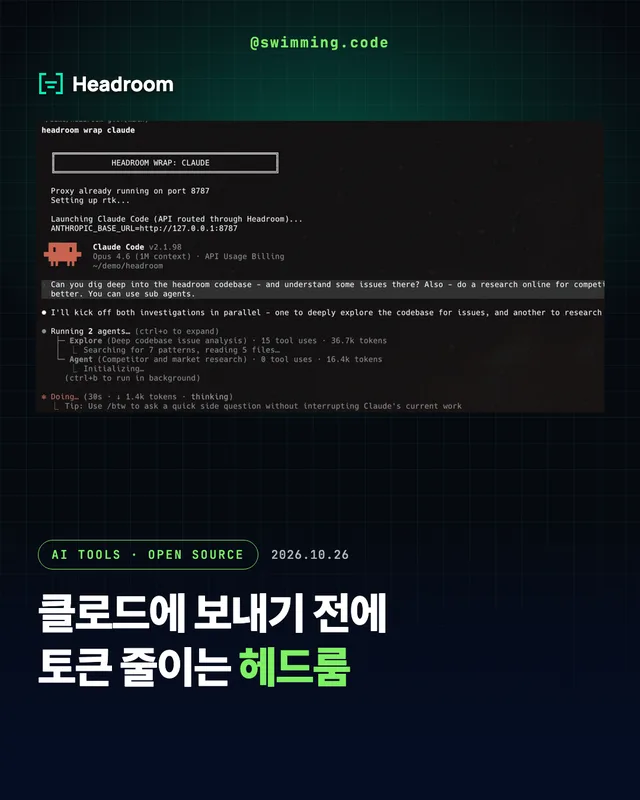 @swimming.code
Headroom
headroom wrap claude
HEADROOM WRAP: CLAUDE
Proxy already running on port 8787
Setting up rtk...
Launching Claude Code (API routed through Headroom)...
ANTHROPIC_BASE_URL=http://127.0.0.1:8787
Claude Code v2.1.98
Opus 4.6 (1M context) · API Usage Billing
~/demo/headroom
Can you dig deep into the headroom codebase - and understand some issues there? Also - do a research online for competi
better. You can use sub agents.
I'll kick off both investigations in parallel - one to deeply explore the codebase for issues, and another to research
Running 2 agents… (ctrl+o to expand)
Explore (Deep codebase issue analysis) · 15 tool uses · 36.7k tokens
Searching for 7 patterns, reading 5 files…
Agent (Competitor and market research) · 0 tool uses · 16.4k tokens
Initializing…
(ctrl+b to run in background)
Doing… (30s · ↓ 1.4k tokens · thinking)
Tip: Use /btw to ask a quick side question without interrupting Claude's current work
AI TOOLS · OPEN SOURCE 2026.10.26
클로드에 보내기 전에
토큰 줄이는 헤드룸